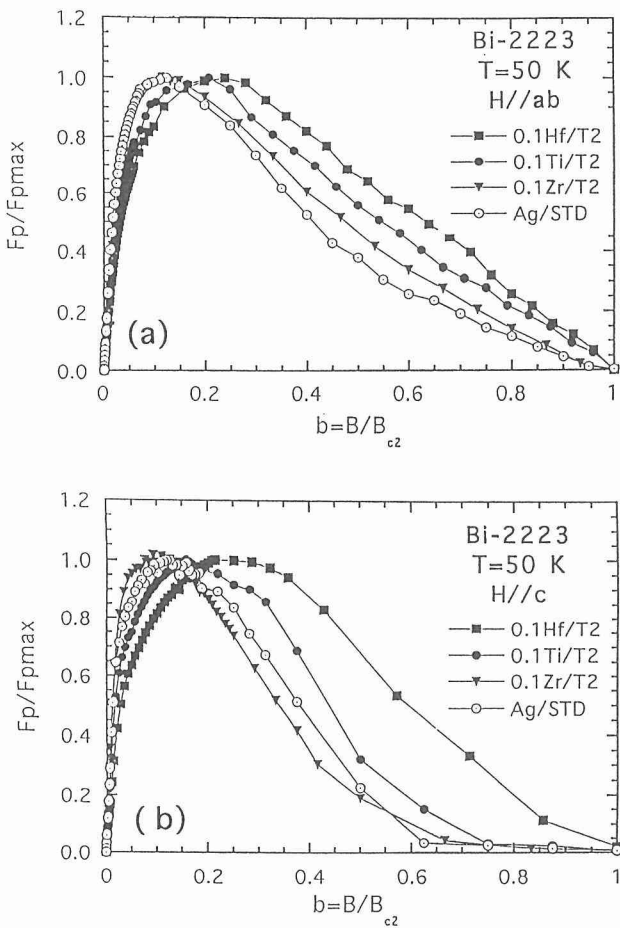 1.2
1.0
0.8
0.6
0.4
0.2
0.0
Fp/Fpmax
Bi-2223
T=50 K
H//ab
0.1Hf/T2
0.1Ti/T2
0.1Zr/T2
Ag/STD
(a)
0 0.2 0.4 0.6 0.8 1
b=B/Bc2
1.2
1.0
0.8
0.6
0.4
0.2
0.0
Fp/Fpmax
Bi-2223
T=50 K
H//c
0.1Hf/T2
0.1Ti/T2
0.1Zr/T2
Ag/STD
(b)
0 0.2 0.4 0.6 0.8 1
b=B/Bc2